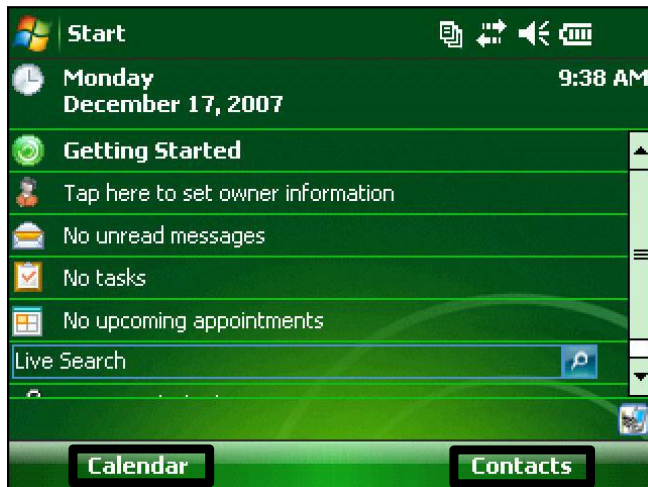 Start
Monday 9:38 AM
December 17, 2007
Getting Started
Tap here to set owner information
No unread messages
No tasks
No upcoming appointments
Live Search
Calendar Contacts